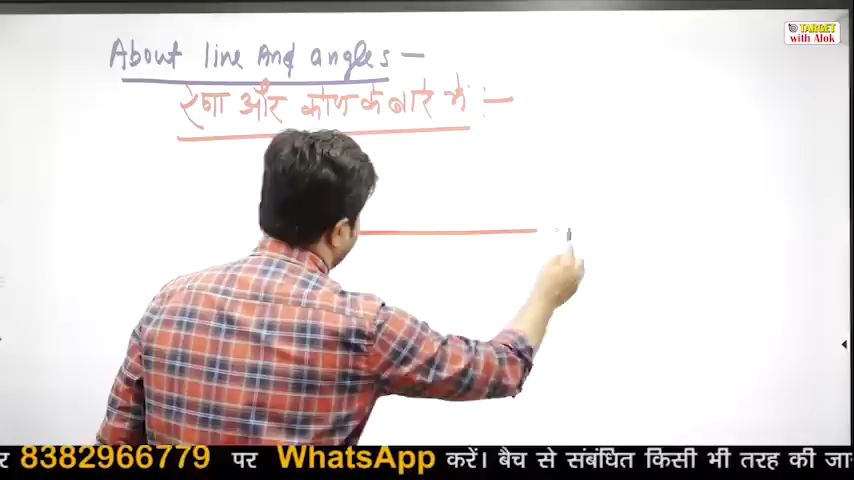 TARGET
with Alok
About line And angles —
रेखा और कोण के बारे में :—
र 8382966779 पर WhatsApp करें। बैच से संबंधित किसी भी तरह की जा